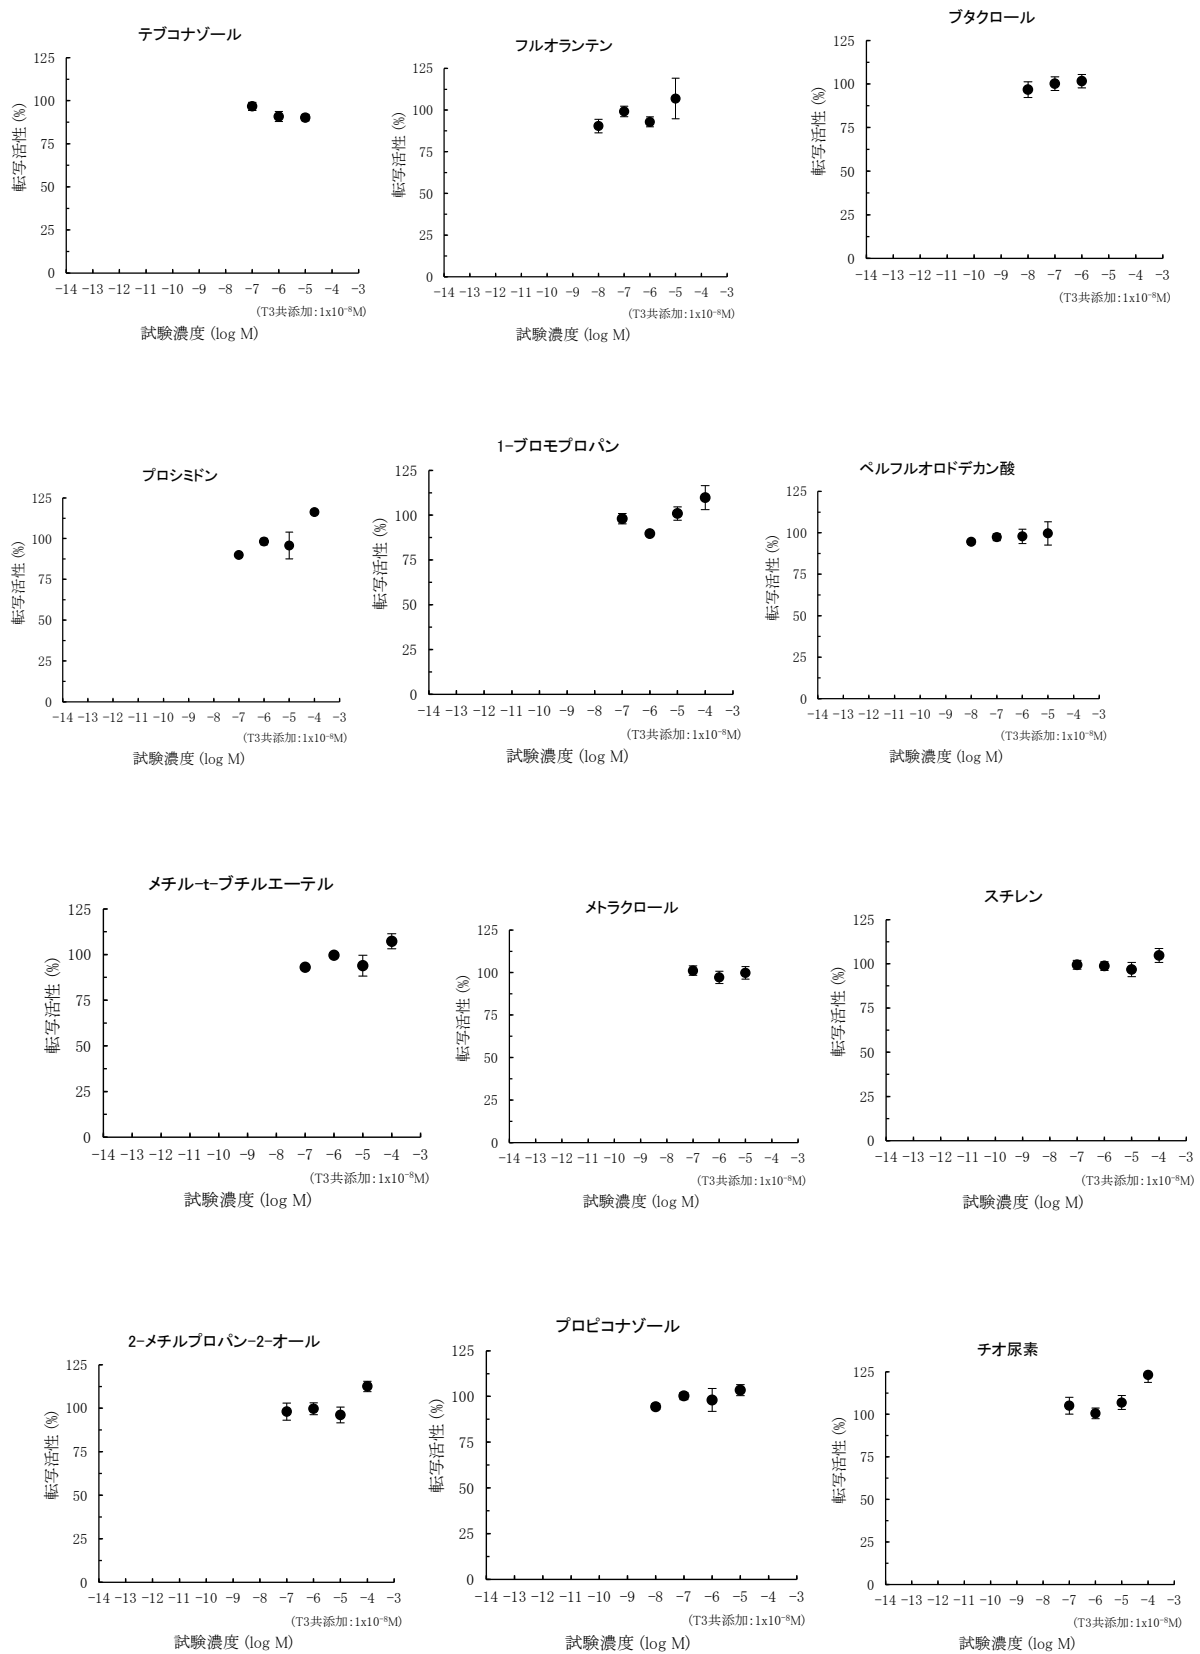 テブコナゾール
転写活性 (%)
125
100
75
50
25
0
-14 -13 -12 -11 -10 -9 -8 -7 -6 -5 -4 -3
(T3共添加:1x10⁻⁸M)
試験濃度 (log M)
フルオランテン
転写活性 (%)
125
100
75
50
25
0
-14 -13 -12 -11 -10 -9 -8 -7 -6 -5 -4 -3
(T3共添加:1x10⁻⁸M)
試験濃度 (log M)
ブタクロール
転写活性 (%)
125
100
75
50
25
0
-14 -13 -12 -11 -10 -9 -8 -7 -6 -5 -4 -3
(T3共添加:1x10⁻⁸M)
プロシミドン
転写活性 (%)
125
100
75
50
25
0
-14 -13 -12 -11 -10 -9 -8 -7 -6 -5 -4 -3
(T3共添加:1x10⁻⁸M)
試験濃度 (log M)
1-ブロモプロパン
転写活性 (%)
125
100
75
50
25
0
-14 -13 -12 -11 -10 -9 -8 -7 -6 -5 -4 -3
(T3共添加:1x10⁻⁸M)
試験濃度 (log M)
ペルフルオロドデカン酸
転写活性 (%)
125
100
75
50
25
0
-14 -13 -12 -11 -10 -9 -8 -7 -6 -5 -4 -3
(T3共添加:1x10⁻⁸M)
試験濃度 (log M)
メチル-t-ブチルエーテル
転写活性 (%)
125
100
75
50
25
0
-14 -13 -12 -11 -10 -9 -8 -7 -6 -5 -4 -3
(T3共添加:1x10⁻⁸M)
試験濃度 (log M)
メトラクロール
転写活性 (%)
125
100
75
50
25
0
-14 -13 -12 -11 -10 -9 -8 -7 -6 -5 -4 -3
(T3共添加:1x10⁻⁸M)
試験濃度 (log M)
スチレン
転写活性 (%)
125
100
75
50
25
0
-14 -13 -12 -11 -10 -9 -8 -7 -6 -5 -4 -3
(T3共添加:1x10⁻⁸M)
試験濃度 (log M)
2-メチルプロパン-2-オール
転写活性 (%)
125
100
75
50
25
0
-14 -13 -12 -11 -10 -9 -8 -7 -6 -5 -4 -3
(T3共添加:1x10⁻⁸M)
試験濃度 (log M)
プロピコナゾール
転写活性 (%)
125
100
75
50
25
0
-14 -13 -12 -11 -10 -9 -8 -7 -6 -5 -4 -3
(T3共添加:1x10⁻⁸M)
試験濃度 (log M)
チオ尿素
転写活性 (%)
125
100
75
50
25
0
-14 -13 -12 -11 -10 -9 -8 -7 -6 -5 -4 -3
(T3共添加:1x10⁻⁸M)
試験濃度 (log M)